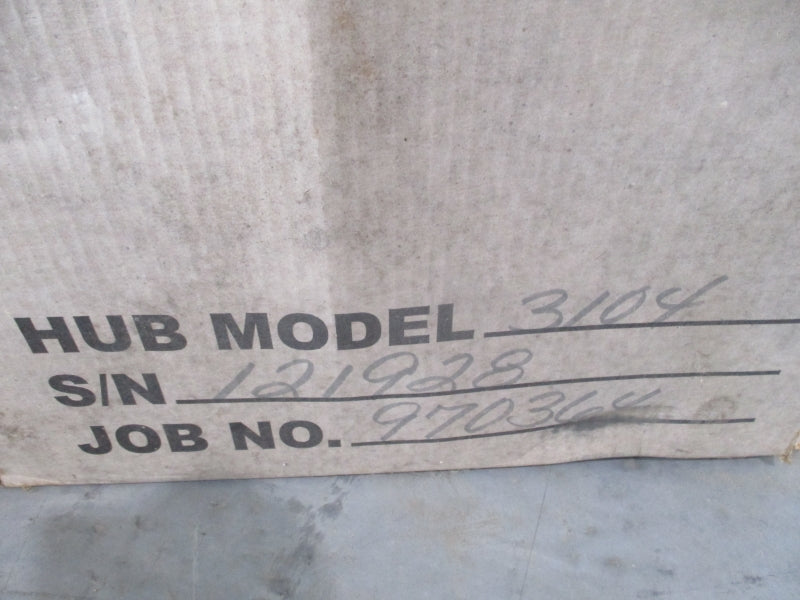 HUB MODEL 3104
S/N 121928
JOB NO. 970364